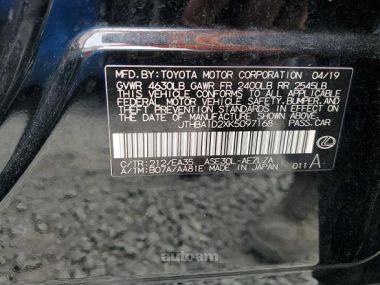 MFD. BY: TOYOTA MOTOR CORPORATION 04/19
GVWR 4630LB GAWR FR 2400LB RR 2545LB
THIS VEHICLE CONFORMS TO ALL APPLICABLE
FEDERAL MOTOR VEHICLE SAFETY, BUMPER, AND
THEFT PREVENTION STANDARDS IN EFFECT ON
THE DATE OF MANUFACTURE SHOWN ABOVE.
JTHBA1D2XK5097168 PASS.CAR
C/TR: 212/EA35 ASE30L-AEZLZA
A/TM: B07A/AA81E MADE IN JAPAN 011 A
autoam